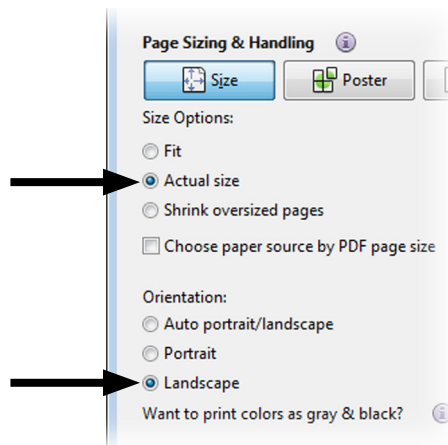 Page Sizing & Handling
Size Poster
Size Options:
Fit
Actual size
Shrink oversized pages
Choose paper source by PDF page size
Orientation:
Auto portrait/landscape
Portrait
Landscape
Want to print colors as gray & black?